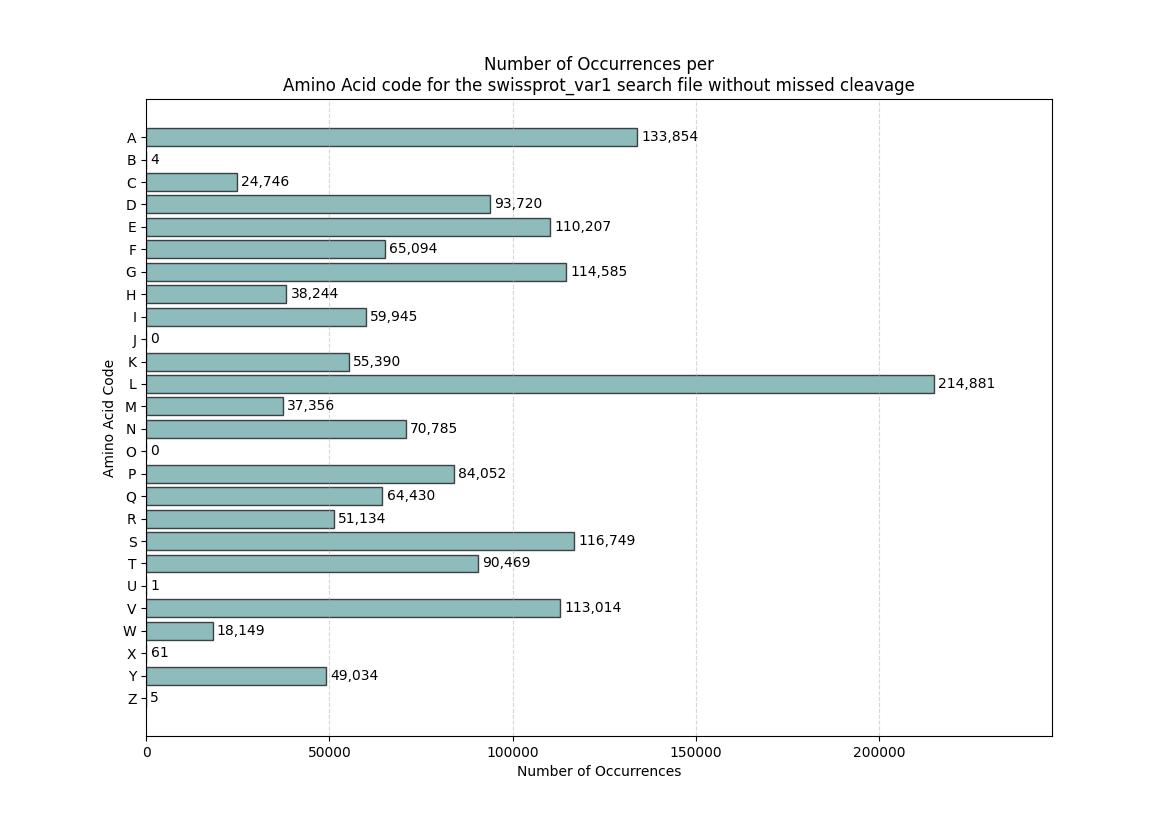 Number of Occurrences per
Amino Acid code for the swissprot_var1 search file without missed cleavage
Amino Acid Code
A 133,854
B 4
C 24,746
D 93,720
E 110,207
F 65,094
G 114,585
H 38,244
I 59,945
J 0
K 55,390
L 214,881
M 37,356
N 70,785
O 0
P 84,052
Q 64,430
R 51,134
S 116,749
T 90,469
U 1
V 113,014
W 18,149
X 61
Y 49,034
Z 5
0 50000 100000 150000 200000
Number of Occurrences